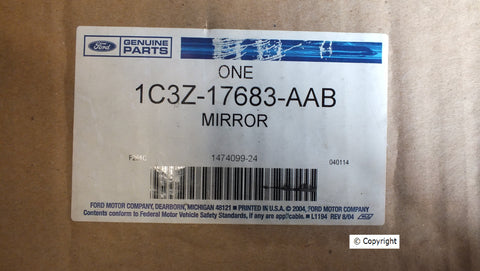 Ford
GENUINE
PARTS
ONE
1C3Z-17683-AAB
MIRROR
1474099-24
040114
FORD MOTOR COMPANY, DEARBORN, MICHIGAN 48121 ■ PRINTED IN U.S.A. © 2004, FORD MOTOR COMPANY
Contents conform to Federal Motor Vehicle Safety Standards, if any are applicable. ■ L1194 REV 8/04
© Copyright